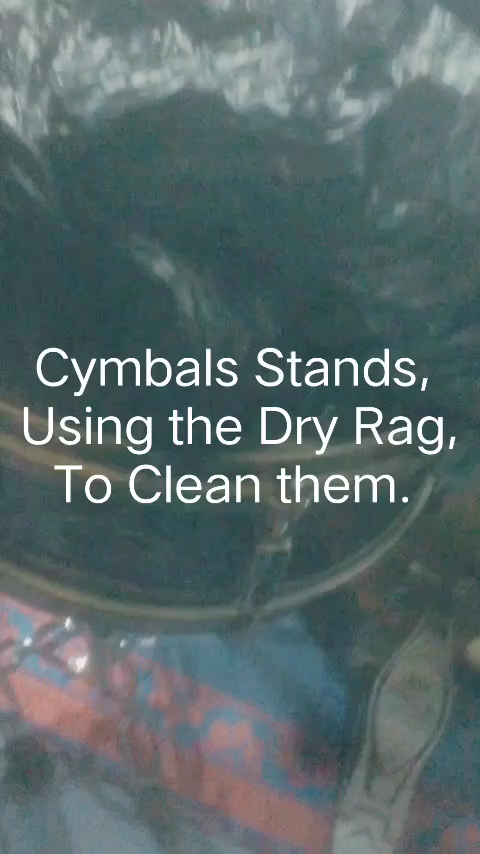 Cymbals Stands,
Using the Dry Rag,
To Clean them.